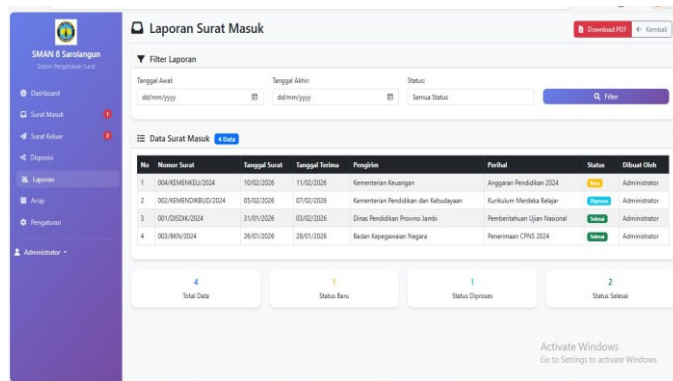 SMAN 8 Sarolangun
Sistem Pengelolaan Surat
Dashboard
Surat Masuk
Surat Keluar
Disposisi
Laporan
Arsip
Pengaturan
Administrator
Laporan Surat Masuk
Download PDF
Kembali
Filter Laporan
Tanggal Awal: Tanggal Akhir: Status:
dd/mm/yyyy dd/mm/yyyy Semua Status Filter
Data Surat Masuk 4 Data
No Nomor Surat Tanggal Surat Tanggal Terima Pengirim Perihal Status Dibuat Oleh
1 004/KEMENKEU/2024 10/02/2026 11/02/2026 Kementerian Keuangan Anggaran Pendidikan 2024 Baru Administrator
2 002/KEMENDIKBUD/2024 05/02/2026 07/02/2026 Kementerian Pendidikan dan Kebudayaan Kurikulum Merdeka Belajar Diproses Administrator
3 001/DISDIK/2024 31/01/2026 03/02/2026 Dinas Pendidikan Provinsi Jambi Pemberitahuan Ujian Nasional Selesai Administrator
4 003/BKN/2024 26/01/2026 28/01/2026 Badan Kepegawaian Negara Penerimaan CPNS 2024 Selesai Administrator
4 1 1 2
Total Data Status Baru Status Diproses Status Selesai
Activate Windows
Go to Settings to activate Windows.